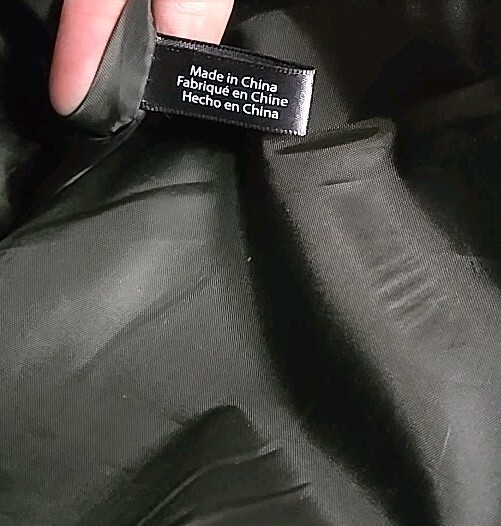 Made in China
Fabriqué en Chine
Hecho en China